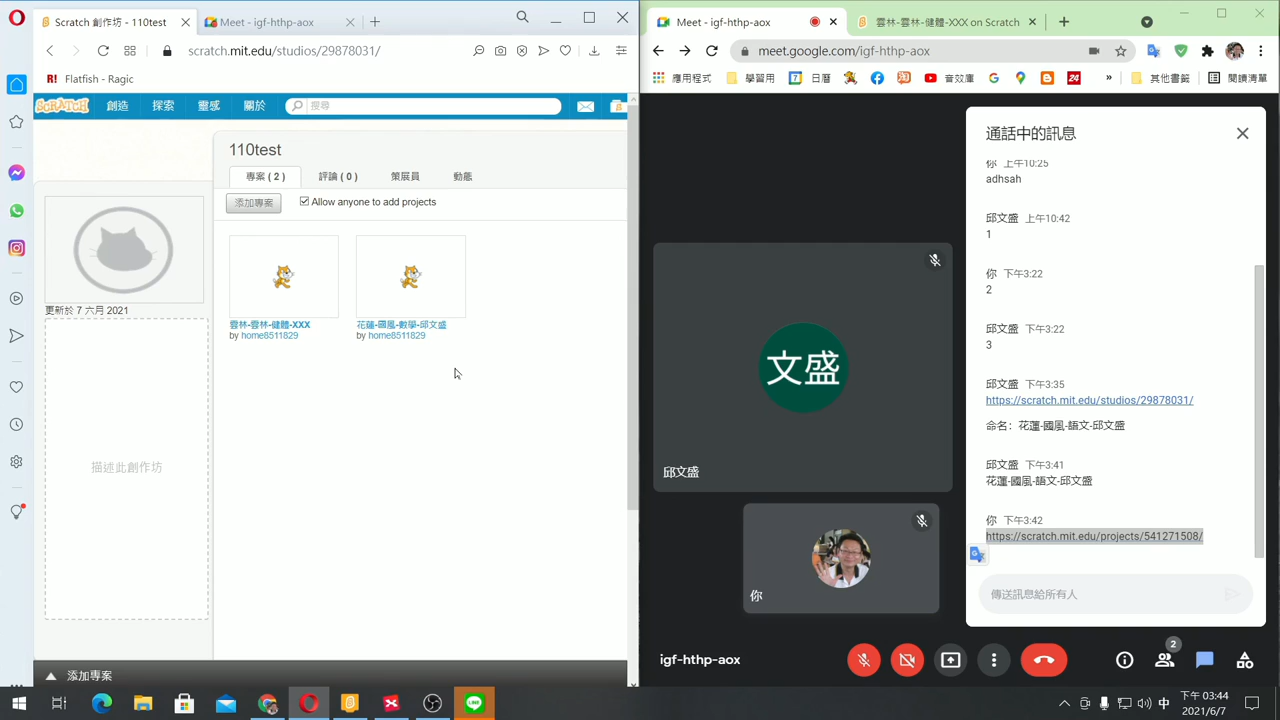 Scratch 創作坊 - 110test
Meet - igf-hthp-aox
scratch.mit.edu/studios/29878031/
R! Flatfish - Ragic
SCRATCH 創造 探索 靈感 關於 搜尋
110test
專案 ( 2 ) 評論 ( 0 ) 策展員 動態
添加專案 Allow anyone to add projects
更新於 7 六月 2021
雲林-雲林-健體-XXX
by home8511829
花蓮-國風-數學-邱文盛
by home8511829
描述此創作坊
添加專案
Meet - igf-hthp-aox
雲林-雲林-健體-XXX on Scratch
meet.google.com/igf-hthp-aox
應用程式 學習用 日曆 音效庫 » 其他書籤 閱讀清單
文盛
邱文盛
你
通話中的訊息
你 上午10:25
adhsah
邱文盛 上午10:42
1
你 下午3:22
2
邱文盛 下午3:22
3
邱文盛 下午3:35
https://scratch.mit.edu/studios/29878031/
命名：花蓮-國風-語文-邱文盛
邱文盛 下午3:41
花蓮-國風-語文-邱文盛
你 下午3:42
https://scratch.mit.edu/projects/541271508/
傳送訊息給所有人
igf-hthp-aox
2
中
下午 03:44
2021/6/7